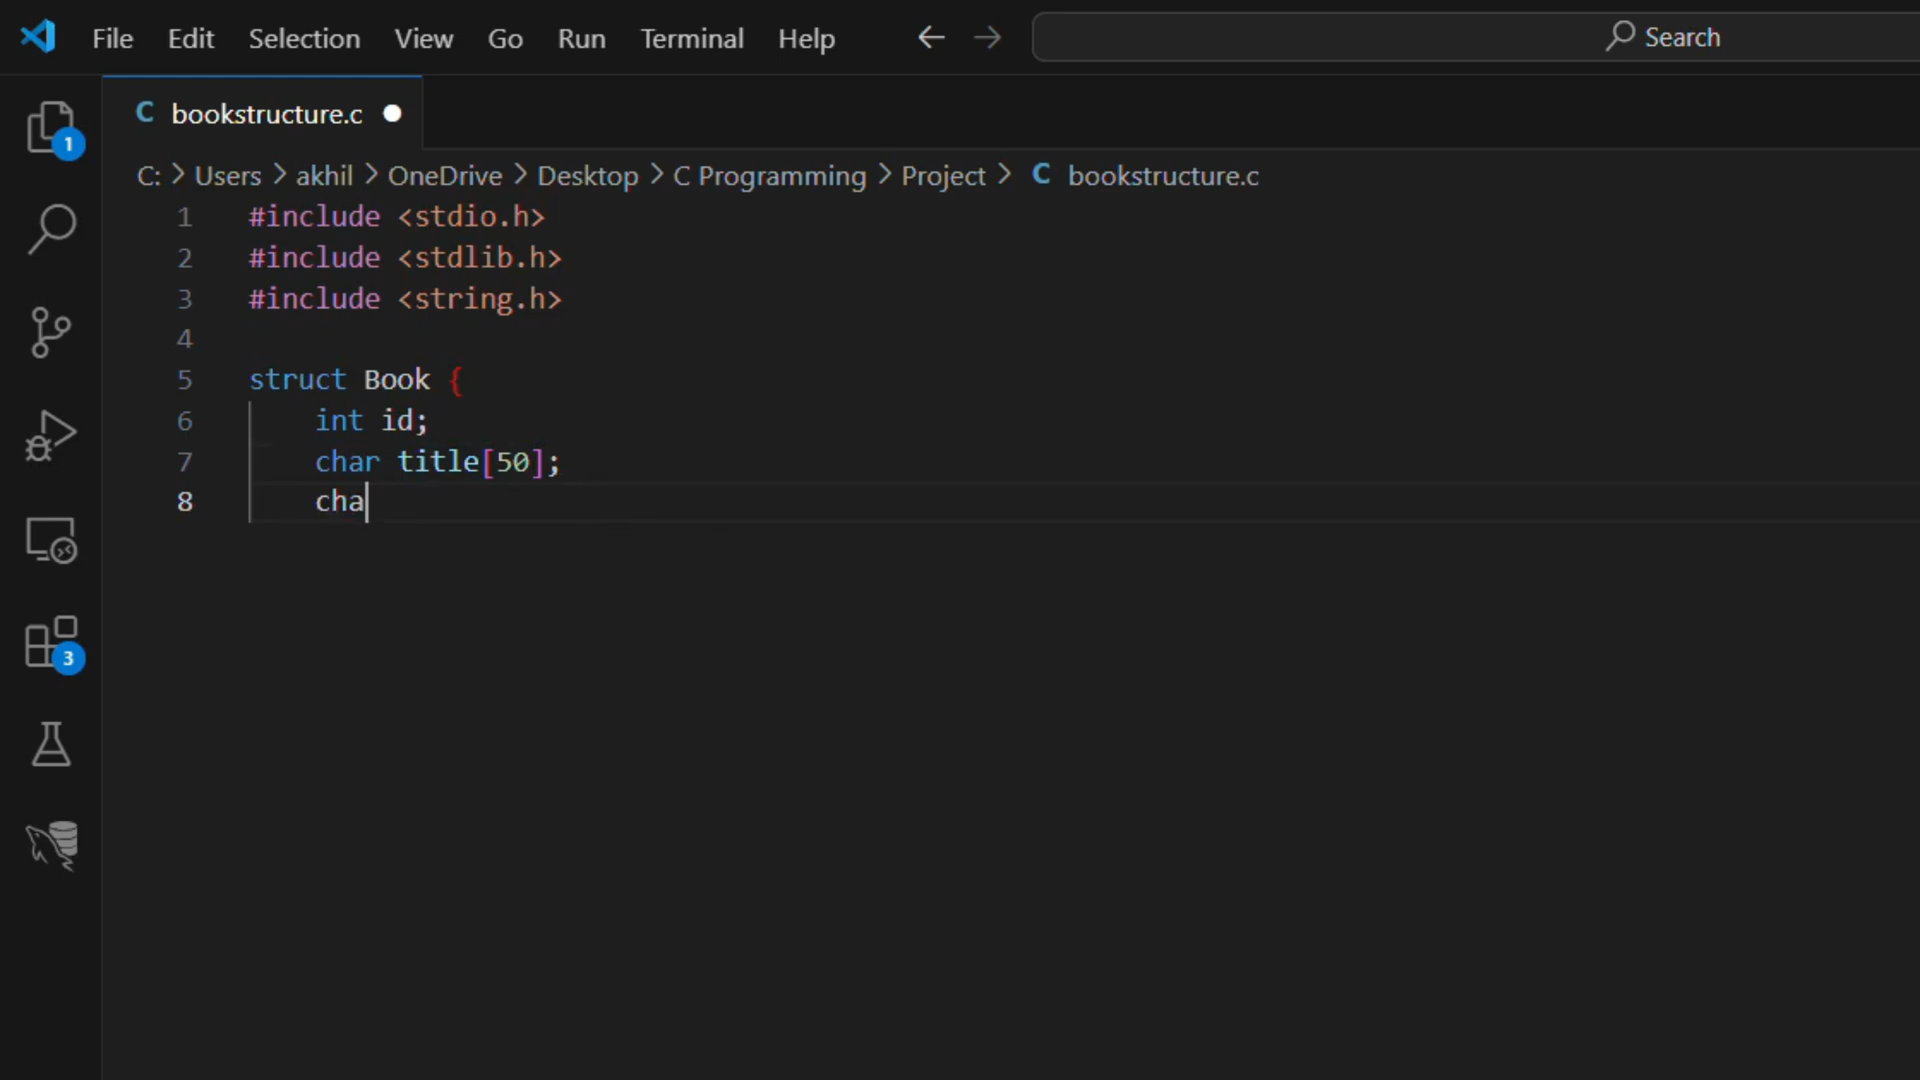 File Edit Selection View Go Run Terminal Help Search
C bookstructure.c
C: > Users > akhil > OneDrive > Desktop > C Programming > Project > C bookstructure.c
1 #include <stdio.h>
2 #include <stdlib.h>
3 #include <string.h>
4
5 struct Book {
6 int id;
7 char title[50];
8 cha
1
3